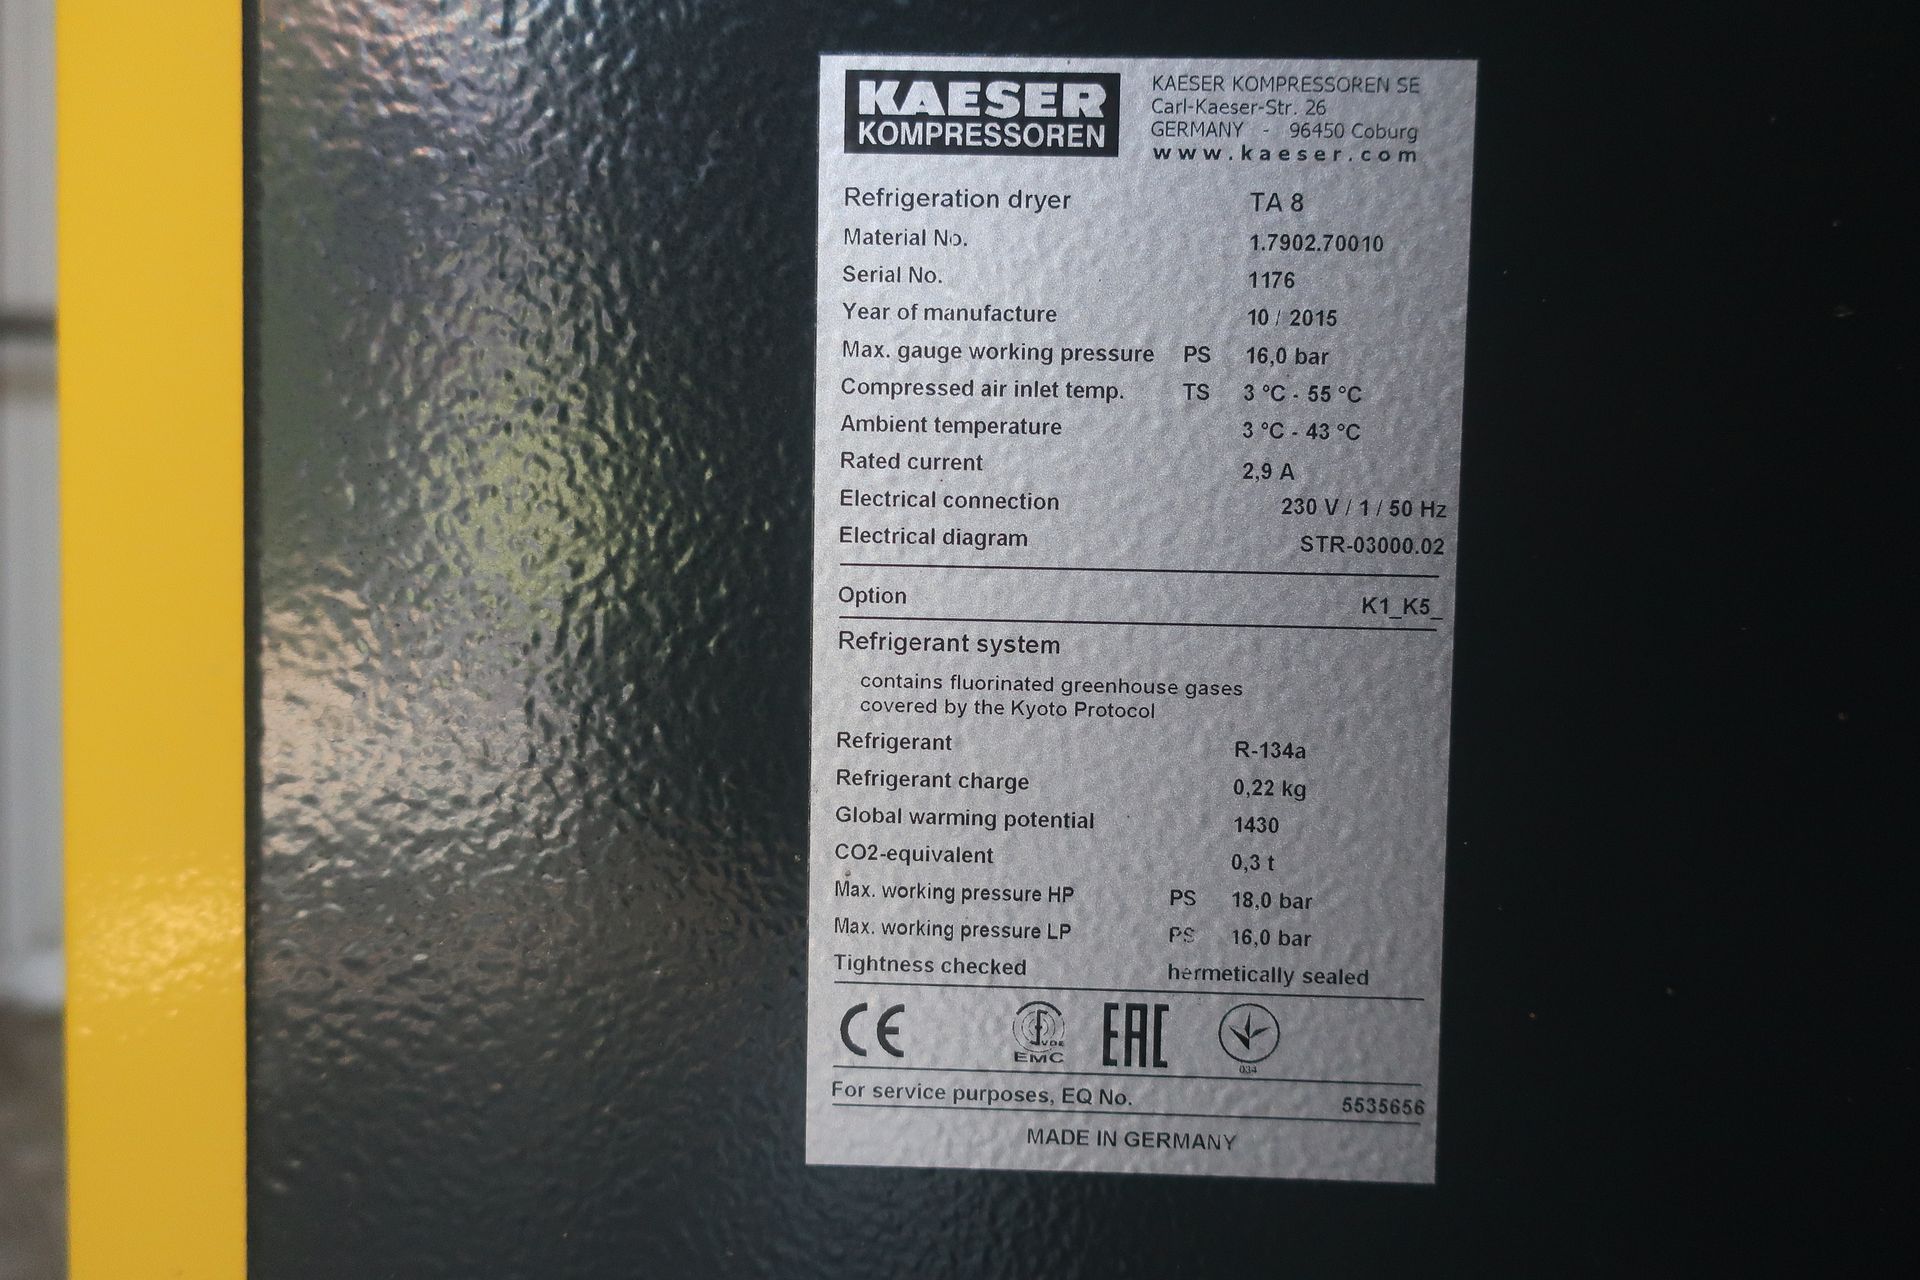 KAESER
KOMPRESSOREN
KAESER KOMPRESSOREN SE
Carl-Kaeser-Str. 26
GERMANY - 96450 Coburg
www.kaeser.com
Refrigeration dryer TA 8
Material No. 1.7902.70010
Serial No. 1176
Year of manufacture 10 / 2015
Max. gauge working pressure PS 16,0 bar
Compressed air inlet temp. TS 3 °C - 55 °C
Ambient temperature 3 °C - 43 °C
Rated current 2,9 A
Electrical connection 230 V / 1 / 50 Hz
Electrical diagram STR-03000.02
Option K1_K5_
Refrigerant system
contains fluorinated greenhouse gases
covered by the Kyoto Protocol
Refrigerant R-134a
Refrigerant charge 0,22 kg
Global warming potential 1430
CO2-equivalent 0,3 t
Max. working pressure HP PS 18,0 bar
Max. working pressure LP PS 16,0 bar
Tightness checked hermetically sealed
CE VDE EMC EAC 034
For service purposes, EQ No. 5535656
MADE IN GERMANY